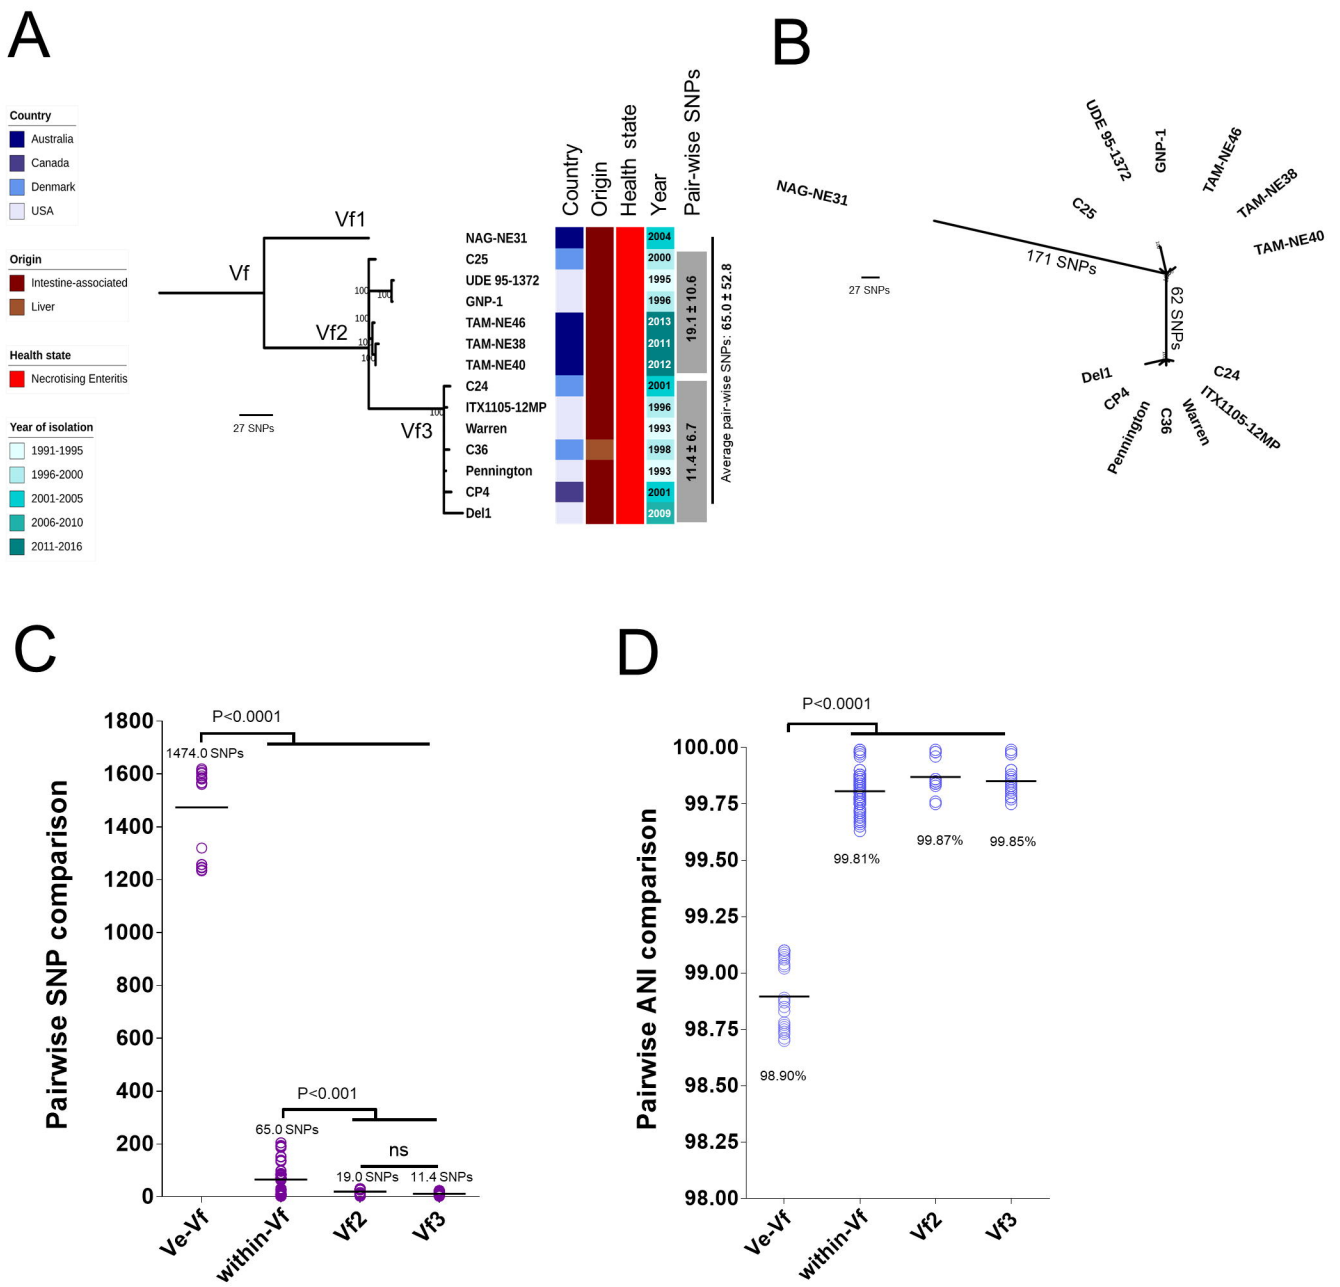 A
Country
Australia
Canada
Denmark
USA
Origin
Intestine-associated
Liver
Health state
Necrotising Enteritis
Year of isolation
1991-1995
1996-2000
2001-2005
2006-2010
2011-2016
Vf
Vf1
Vf2
Vf3
100
100
100
100
100
27 SNPs
Country
Origin
Health state
Year
Pair-wise SNPs
NAG-NE31
2004
C25
2000
UDE 95-1372
1995
GNP-1
1996
TAM-NE46
2013
TAM-NE38
2011
TAM-NE40
2012
C24
2001
ITX1105-12MP
1996
Warren
1993
C36
1998
Pennington
1993
CP4
2001
Del1
2009
19.1 ± 10.6
11.4 ± 6.7
Average pair-wise SNPs: 65.0 ± 52.8
B
NAG-NE31
C25
UDE 95-1372
GNP-1
TAM-NE46
TAM-NE38
TAM-NE40
171 SNPs
27 SNPs
62 SNPs
Del1
CP4
Pennington
C36
Warren
ITX1105-12MP
C24
C
Pairwise SNP comparison
1800
1600
1400
1200
1000
800
600
400
200
0
P<0.0001
1474.0 SNPs
P<0.001
65.0 SNPs
ns
19.0 SNPs
11.4 SNPs
Ve-Vf
within-Vf
Vf2
Vf3
D
Pairwise ANI comparison
100.00
99.75
99.50
99.25
99.00
98.75
98.50
98.25
98.00
P<0.0001
98.90%
99.81%
99.87%
99.85%
Ve-Vf
within-Vf
Vf2
Vf3